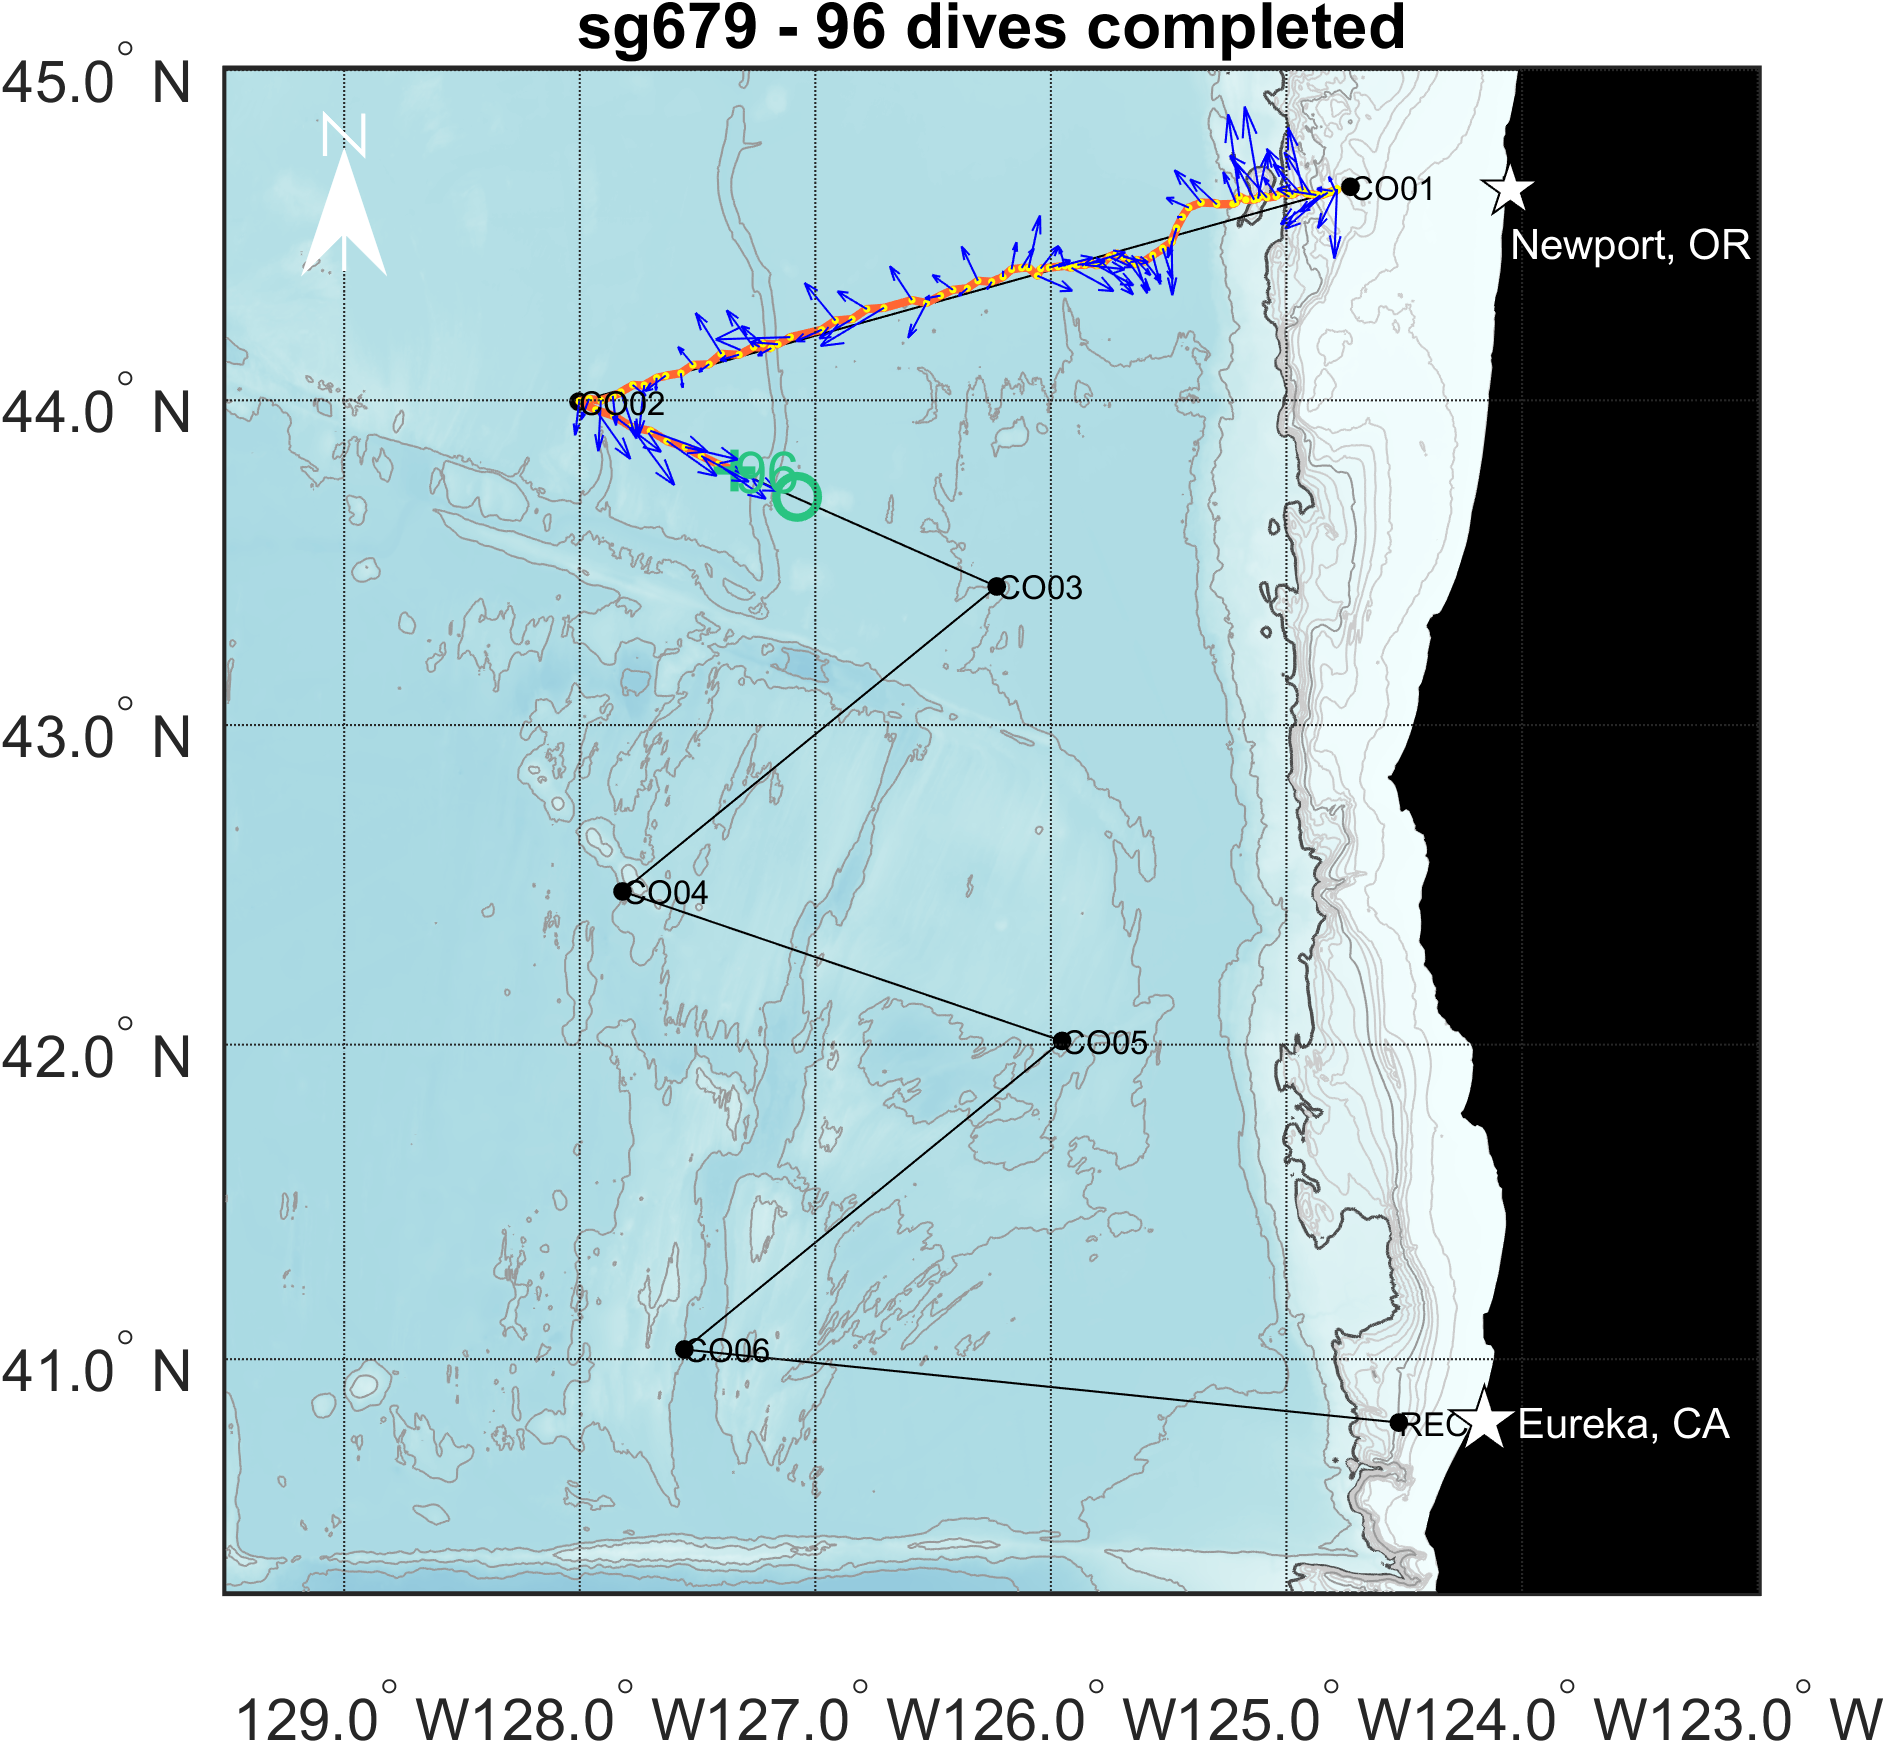 sg679 - 96 dives completed
45.0° N
N
CO01
Newport, OR
44.0° N
CO02
96
CO03
43.0° N
CO04
42.0° N
CO05
41.0° N
CO06
REC
Eureka, CA
129.0° W 128.0° W 127.0° W 126.0° W 125.0° W 124.0° W 123.0° W